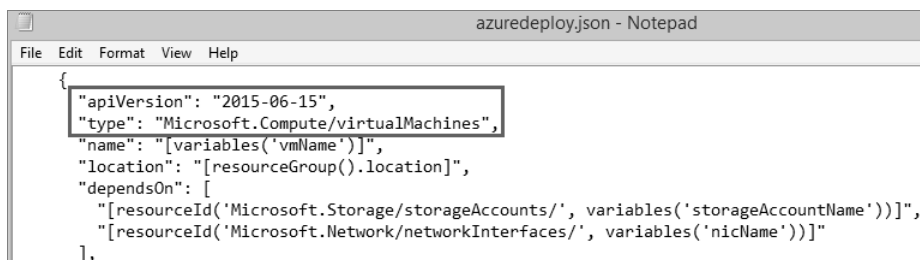 azuredeploy.json - Notepad
File Edit Format View Help
{
"apiVersion": "2015-06-15",
"type": "Microsoft.Compute/virtualMachines",
"name": "[variables('vmName')]",
"location": "[resourceGroup().location]",
"dependsOn": [
"[resourceId('Microsoft.Storage/storageAccounts/', variables('storageAccountName'))]",
"[resourceId('Microsoft.Network/networkInterfaces/', variables('nicName'))]"
],